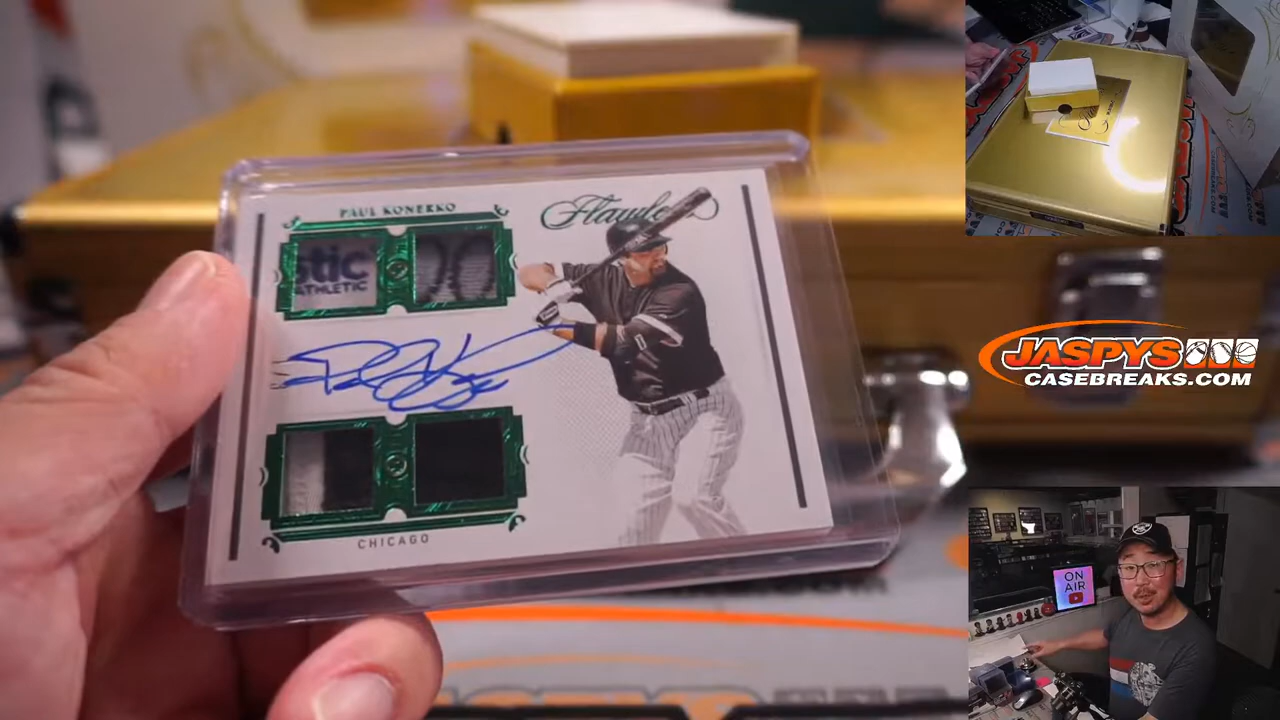 PAUL KONERKO
Flawless
stic
ATHLETIC
CHICAGO
JASPYS
CASEBREAKS.COM
ON
AIR